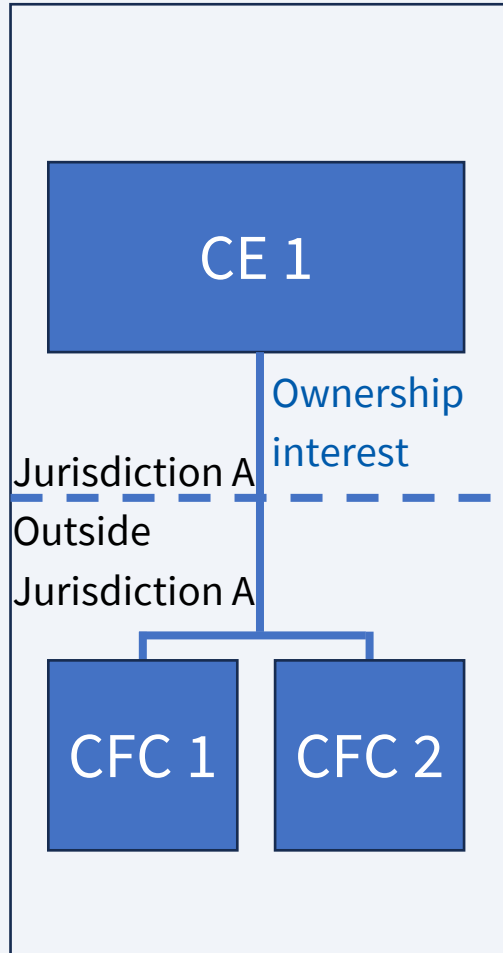 CE 1
Ownership
interest
Jurisdiction A
Outside
Jurisdiction A
CFC 1
CFC 2